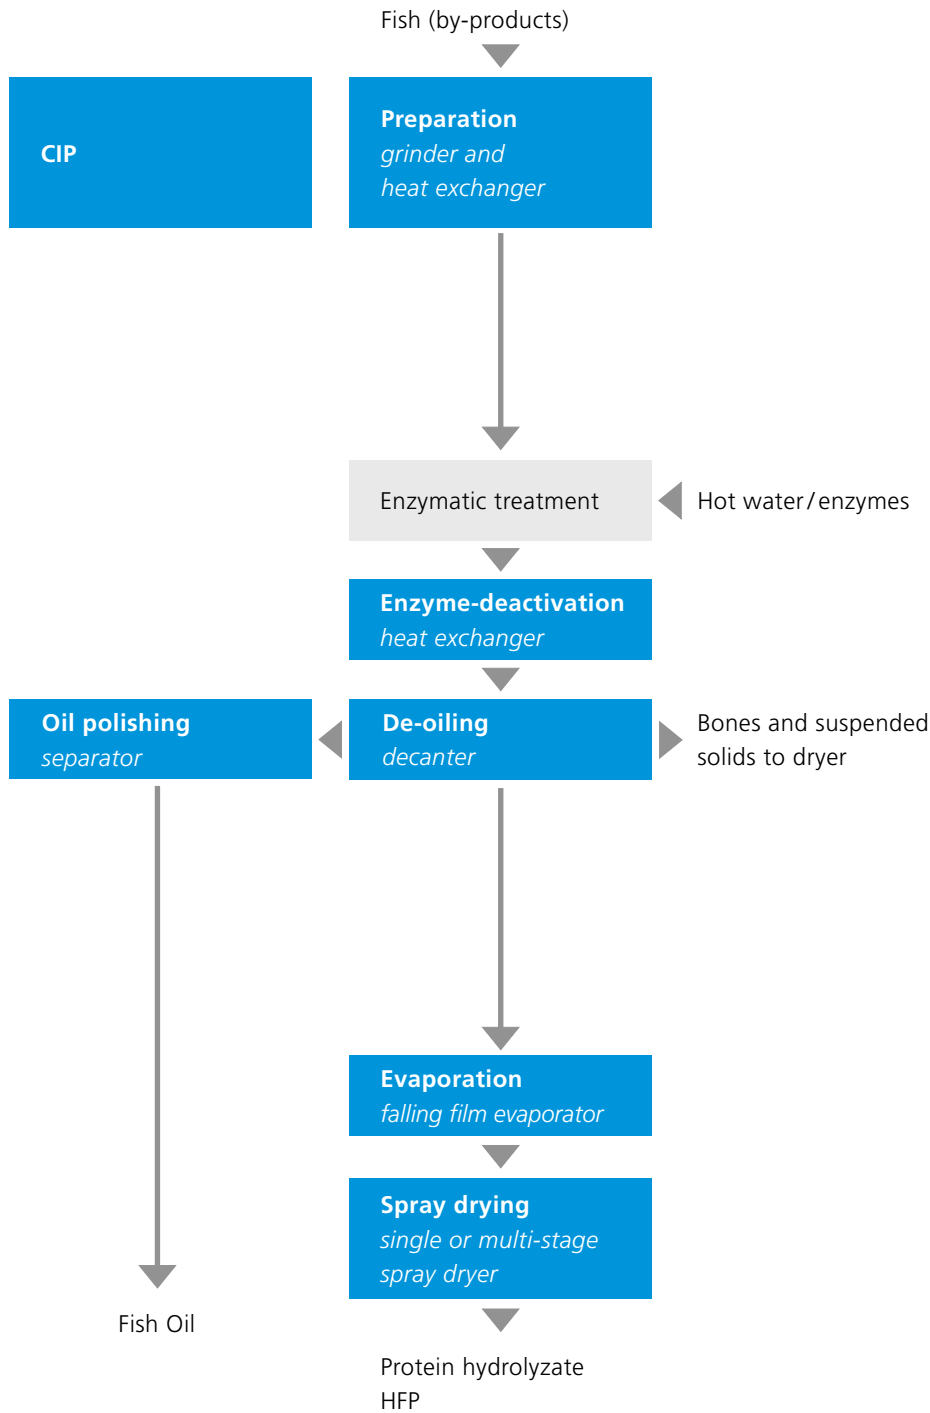 Fish (by-products)
CIP
Preparation
grinder and
heat exchanger
Enzymatic treatment
Hot water/enzymes
Enzyme-deactivation
heat exchanger
Oil polishing
separator
De-oiling
decanter
Bones and suspended
solids to dryer
Evaporation
falling film evaporator
Spray drying
single or multi-stage
spray dryer
Fish Oil
Protein hydrolyzate
HFP